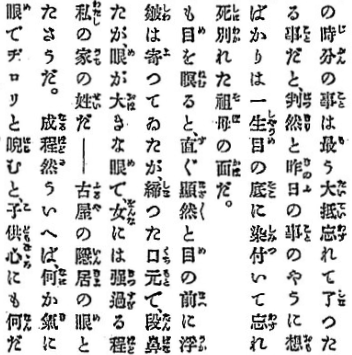 の時分の事は最う大抵忘れて了つた
る事だと、判然と昨日の事のやうに想
ばかりは一生目の底に染付いて忘れ
死別れた祖母の面だ。
も目を瞑ると、直ぐ顯然と目の前に浮
皺は寄つてゐたが、締つた口元で、段鼻
たが眼が大きな眼で女には强過る程
私の家の姓だ――古屋の隱居の眼と
たさうだ。成程然ういへば、何か氣に
眼でヂロリと睨むと、子供心にも何だ